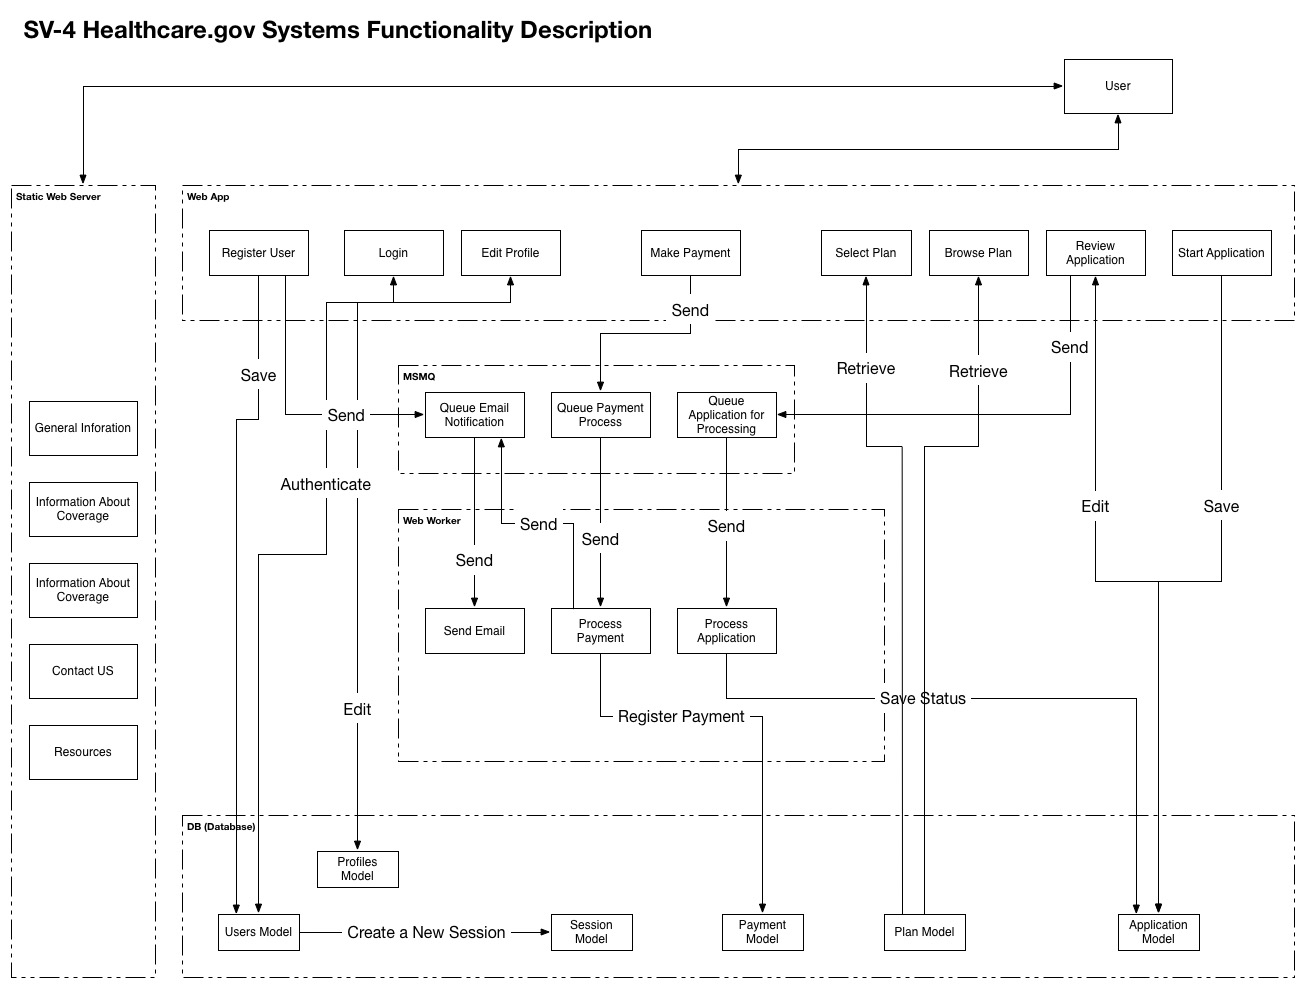 SV-4 Healthcare.gov Systems Functionality Description
User
Static Web Server
Web App
Register User
Login
Edit Profile
Make Payment
Select Plan
Browse Plan
Review
Application
Start Application
Send
Save
Retrieve
Retrieve
Send
MSMQ
Queue Email
Notification
Queue Payment
Process
Queue
Application for
Processing
Send
General Inforation
Authenticate
Information About
Coverage
Edit
Save
Web Worker
Send
Send
Send
Send
Information About
Coverage
Send Email
Process
Payment
Process
Application
Contact US
Save Status
Edit
Register Payment
Resources
DB (Database)
Profiles
Model
Users Model
Create a New Session
Session
Model
Payment
Model
Plan Model
Application
Model